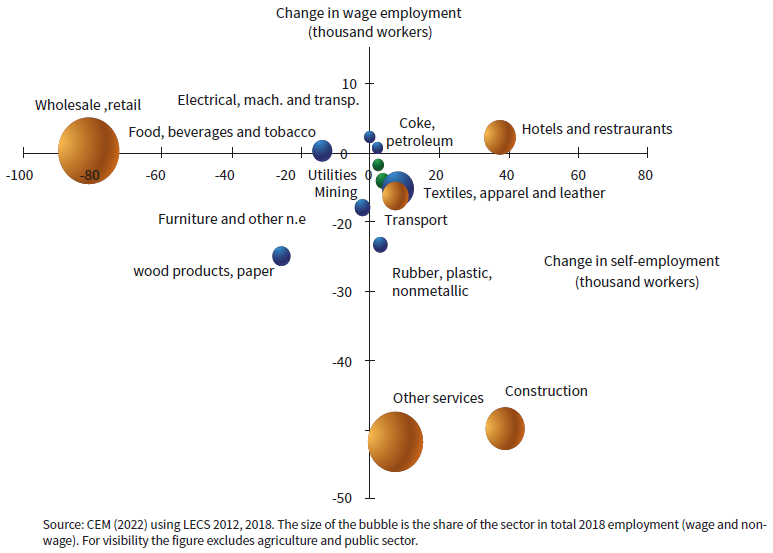 Change in wage employment
(thousand workers)
10
Wholesale ,retail
Electrical, mach. and transp.
Food, beverages and tobacco
Coke,
petroleum
Hotels and restraurants
0
-100
-80
-60
-40
-20
Utilities
0
20
40
60
80
Mining
Textiles, apparel and leather
Furniture and other n.e
-20
Transport
wood products, paper
Rubber, plastic,
nonmetallic
Change in self-employment
(thousand workers)
-30
-40
Other services
Construction
-50
Source: CEM (2022) using LECS 2012, 2018. The size of the bubble is the share of the sector in total 2018 employment (wage and non-
wage). For visibility the figure excludes agriculture and public sector.